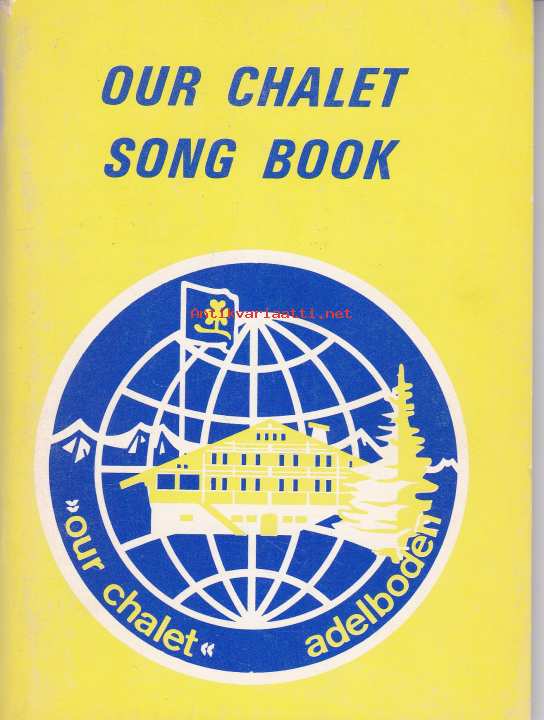 OUR CHALET
SONG BOOK
Antikvariaatti.net
»our chalet«
adelboden